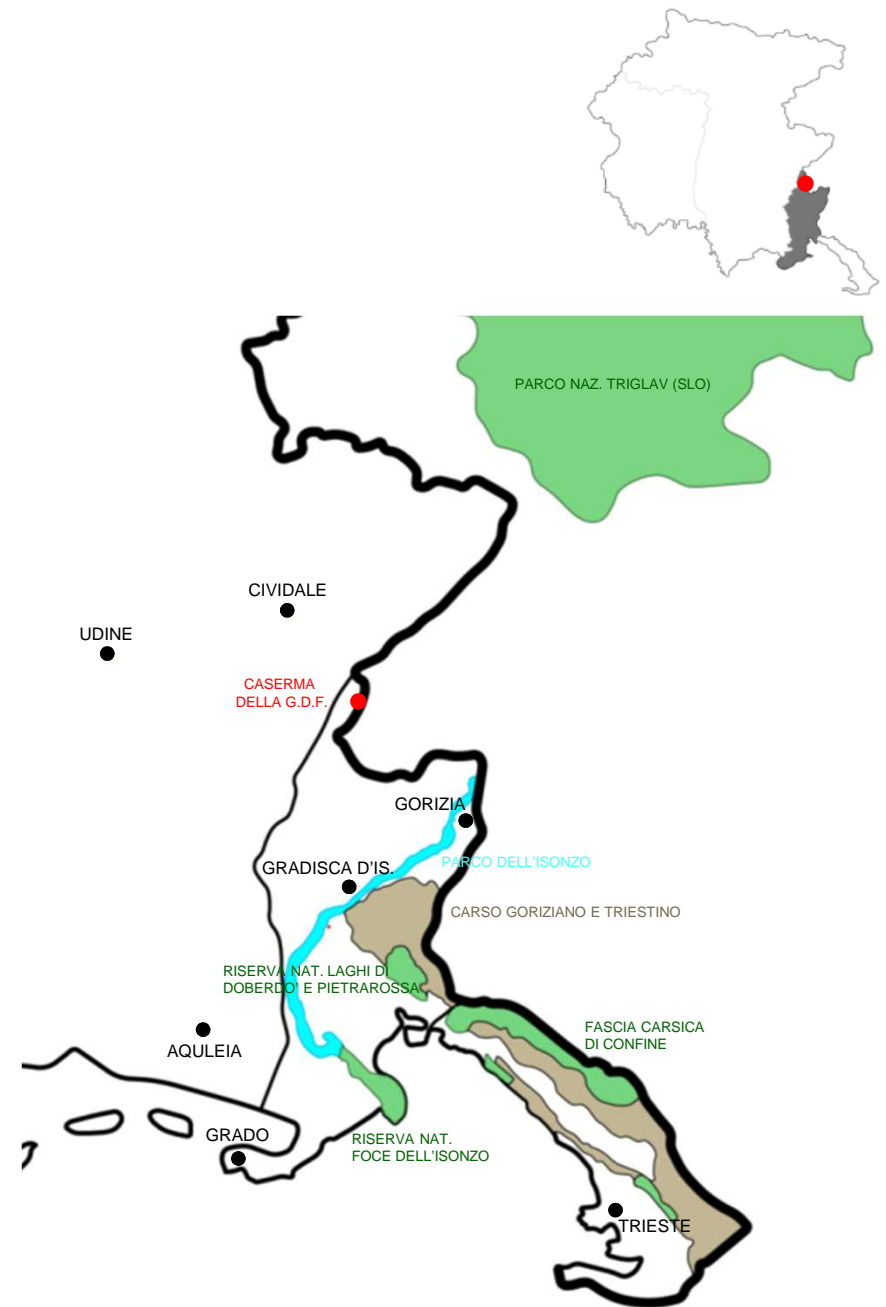 PARCO NAZ. TRIGLAV (SLO)
CIVIDALE
UDINE
CASERMA
DELLA G.D.F.
GORIZIA
PARCO DELL'ISONZO
GRADISCA D'IS.
CARSO GORIZIANO E TRIESTINO
RISERVA NAT. LAGHI DI
DOBERDO' E PIETRAROSSA
FASCIA CARSICA
DI CONFINE
AQULEIA
GRADO
RISERVA NAT.
FOCE DELL'ISONZO
TRIESTE